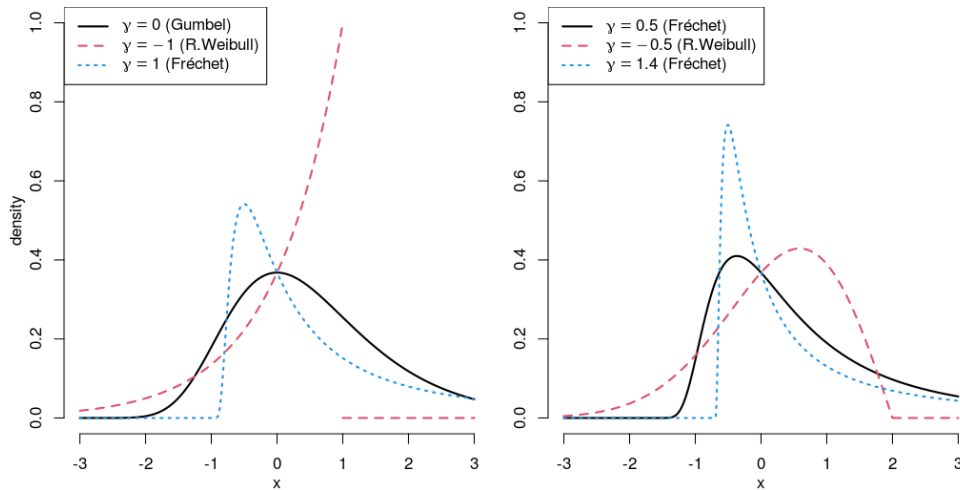 γ = 0 (Gumbel)
γ = −1 (R.Weibull)
γ = 1 (Fréchet)
density
0.0
0.2
0.4
0.6
0.8
1.0
-3
-2
-1
0
1
2
3
x
γ = 0.5 (Fréchet)
γ = −0.5 (R.Weibull)
γ = 1.4 (Fréchet)
0.0
0.2
0.4
0.6
0.8
1.0
-3
-2
-1
0
1
2
3
x